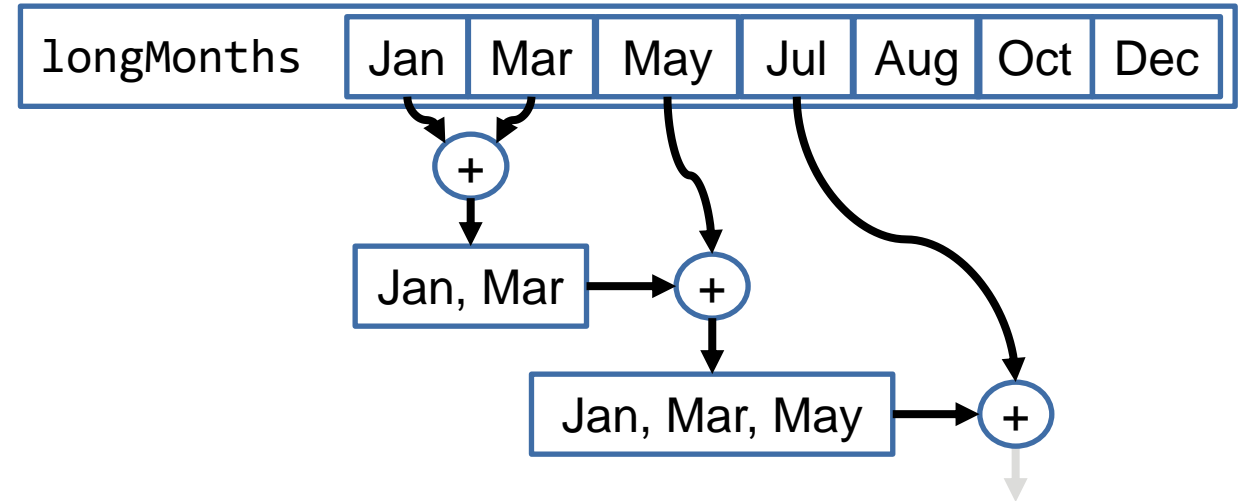 longMonths Jan Mar May Jul Aug Oct Dec
+
Jan, Mar +
Jan, Mar, May +